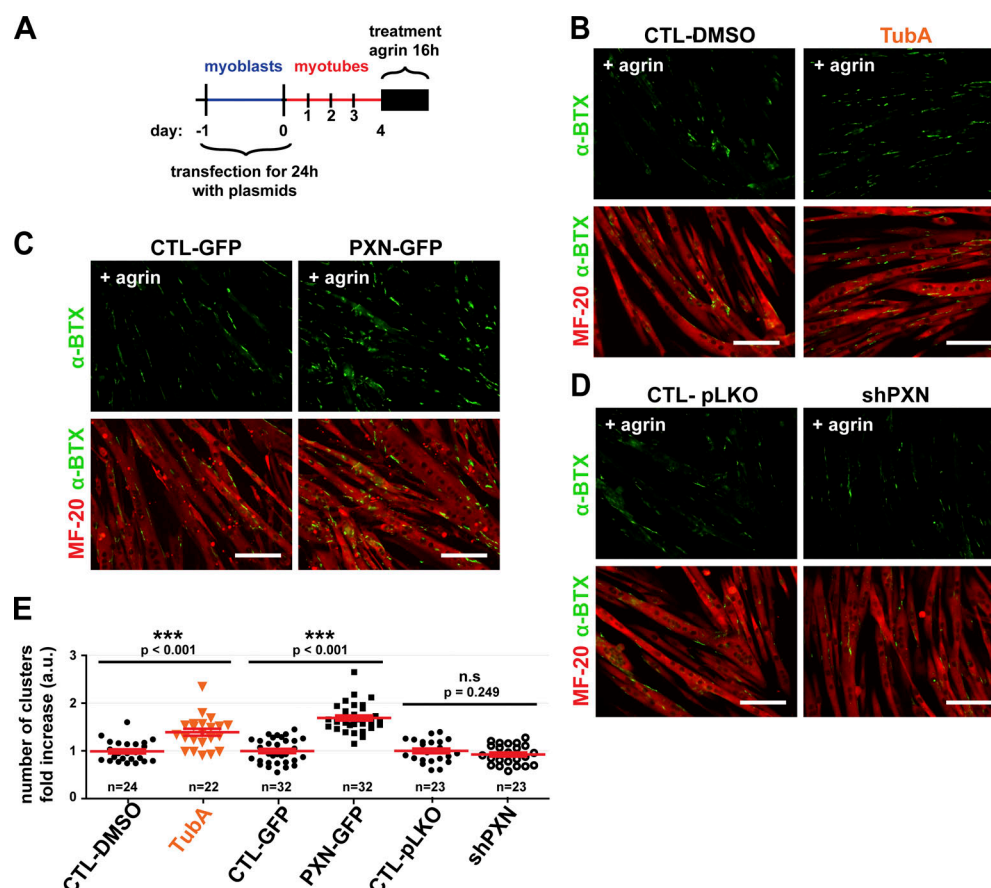 A
treatment
agrin 16h
myoblasts
myotubes
1
2
3
day:
-1
0
4
transfection for 24h
with plasmids
B
CTL-DMSO
TubA
+ agrin
+ agrin
α-BTX
MF-20 α-BTX
C
CTL-GFP
PXN-GFP
+ agrin
+ agrin
α-BTX
MF-20 α-BTX
D
CTL- pLKO
shPXN
+ agrin
+ agrin
α-BTX
MF-20 α-BTX
E
number of clusters
fold increase (a.u.)
3
2
1
0
***
p < 0.001
***
p < 0.001
n.s
p = 0.249
n=24
n=22
n=32
n=32
n=23
n=23
CTL-DMSO
TubA
CTL-GFP
PXN-GFP
CTL-pLKO
shPXN